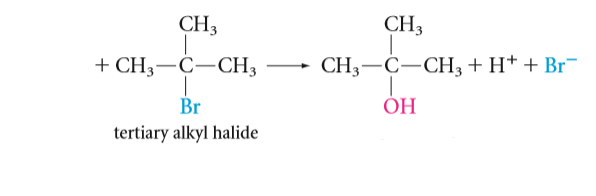 CH₃ CH₃
+ CH₃—C—CH₃ ⟶ CH₃—C—CH₃ + H⁺ + Br⁻
Br OH
tertiary alkyl halide